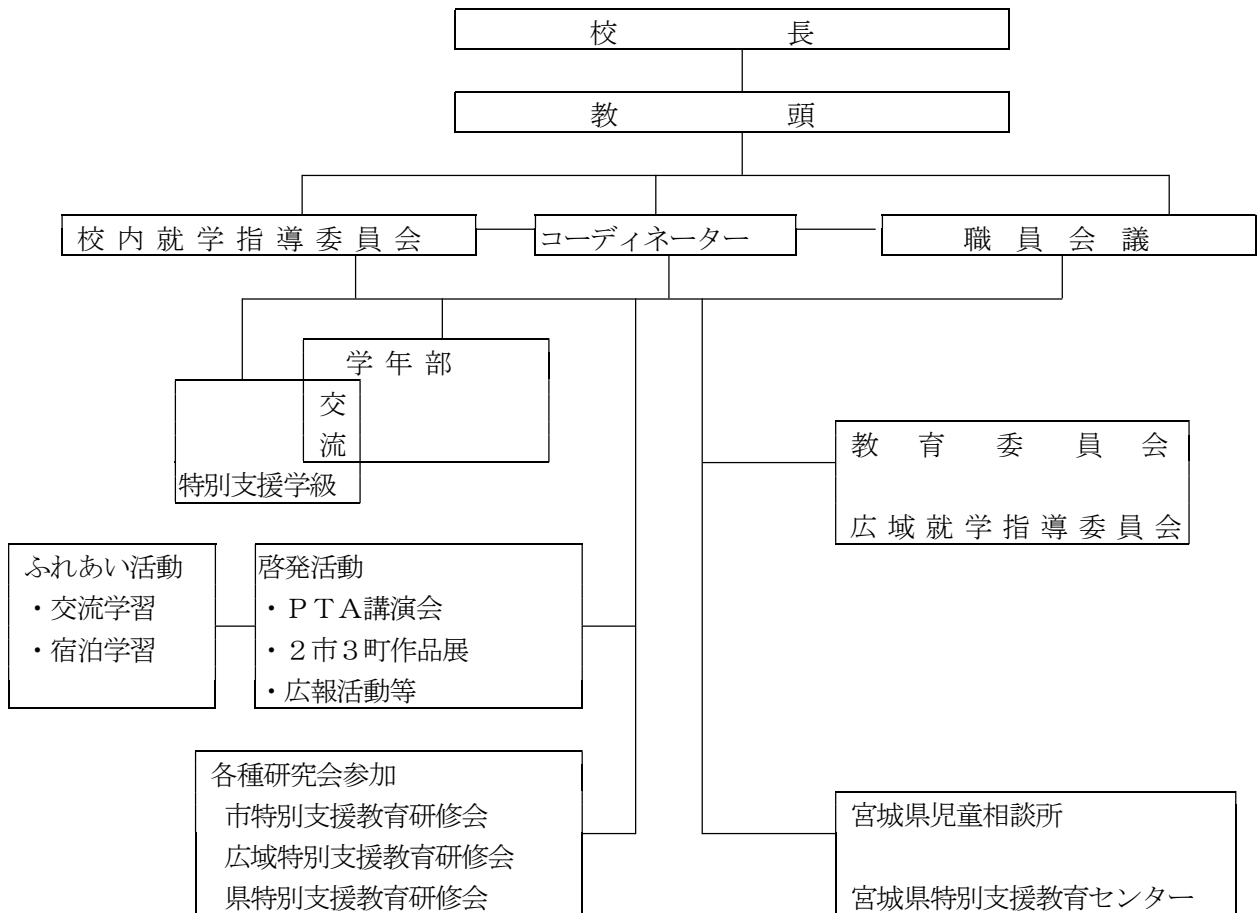 校長
教頭
校内就学指導委員会
コーディネーター
職員会議
学年部
交
流
特別支援学級
教育委員会
広域就学指導委員会
ふれあい活動
・交流学習
・宿泊学習
啓発活動
・ＰＴＡ講演会
・２市３町作品展
・広報活動等
各種研究会参加
市特別支援教育研修会
広域特別支援教育研修会
県特別支援教育研修会
宮城県児童相談所
宮城県特別支援教育センター